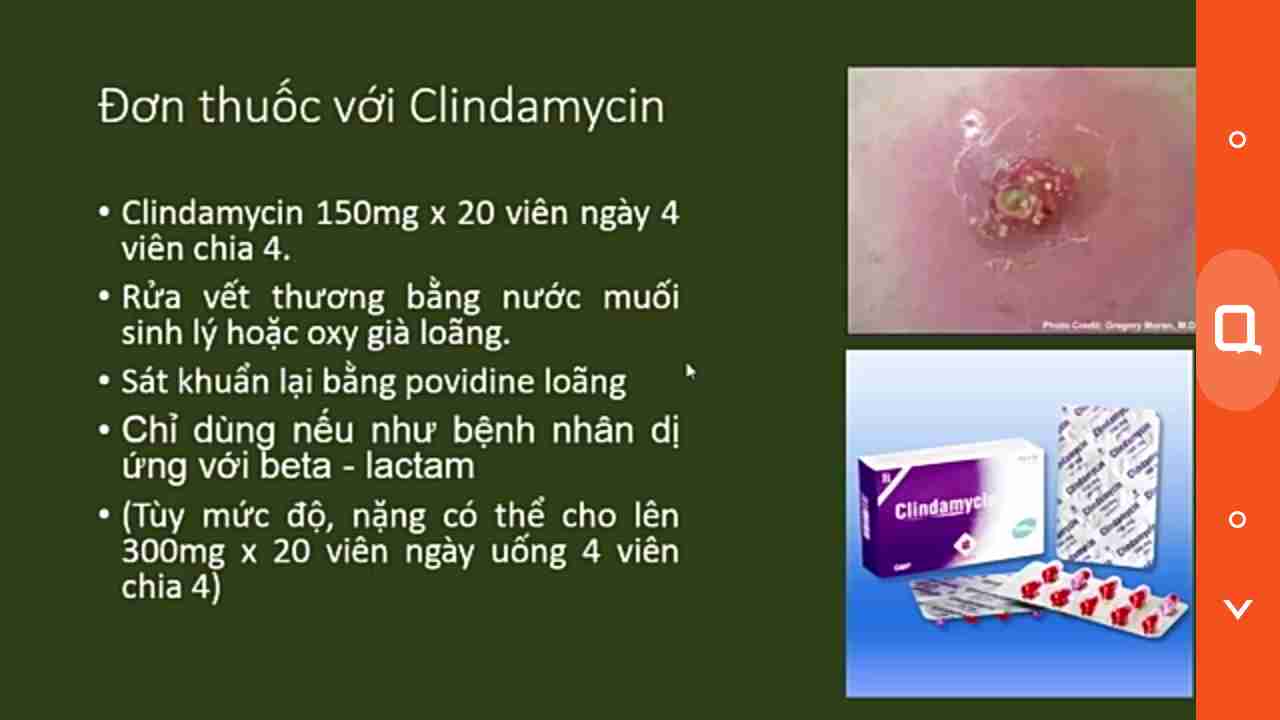 Đơn thuốc với Clindamycin
• Clindamycin 150mg x 20 viên ngày 4
viên chia 4.
• Rửa vết thương bằng nước muối
sinh lý hoặc oxy già loãng.
• Sát khuẩn lại bằng povidine loãng
• Chỉ dùng nếu như bệnh nhân dị
ứng với beta - lactam
• (Tùy mức độ, nặng có thể cho lên
300mg x 20 viên ngày uống 4 viên
chia 4)
Photo Credit: Gregory Moran, M.D
Clindamycin